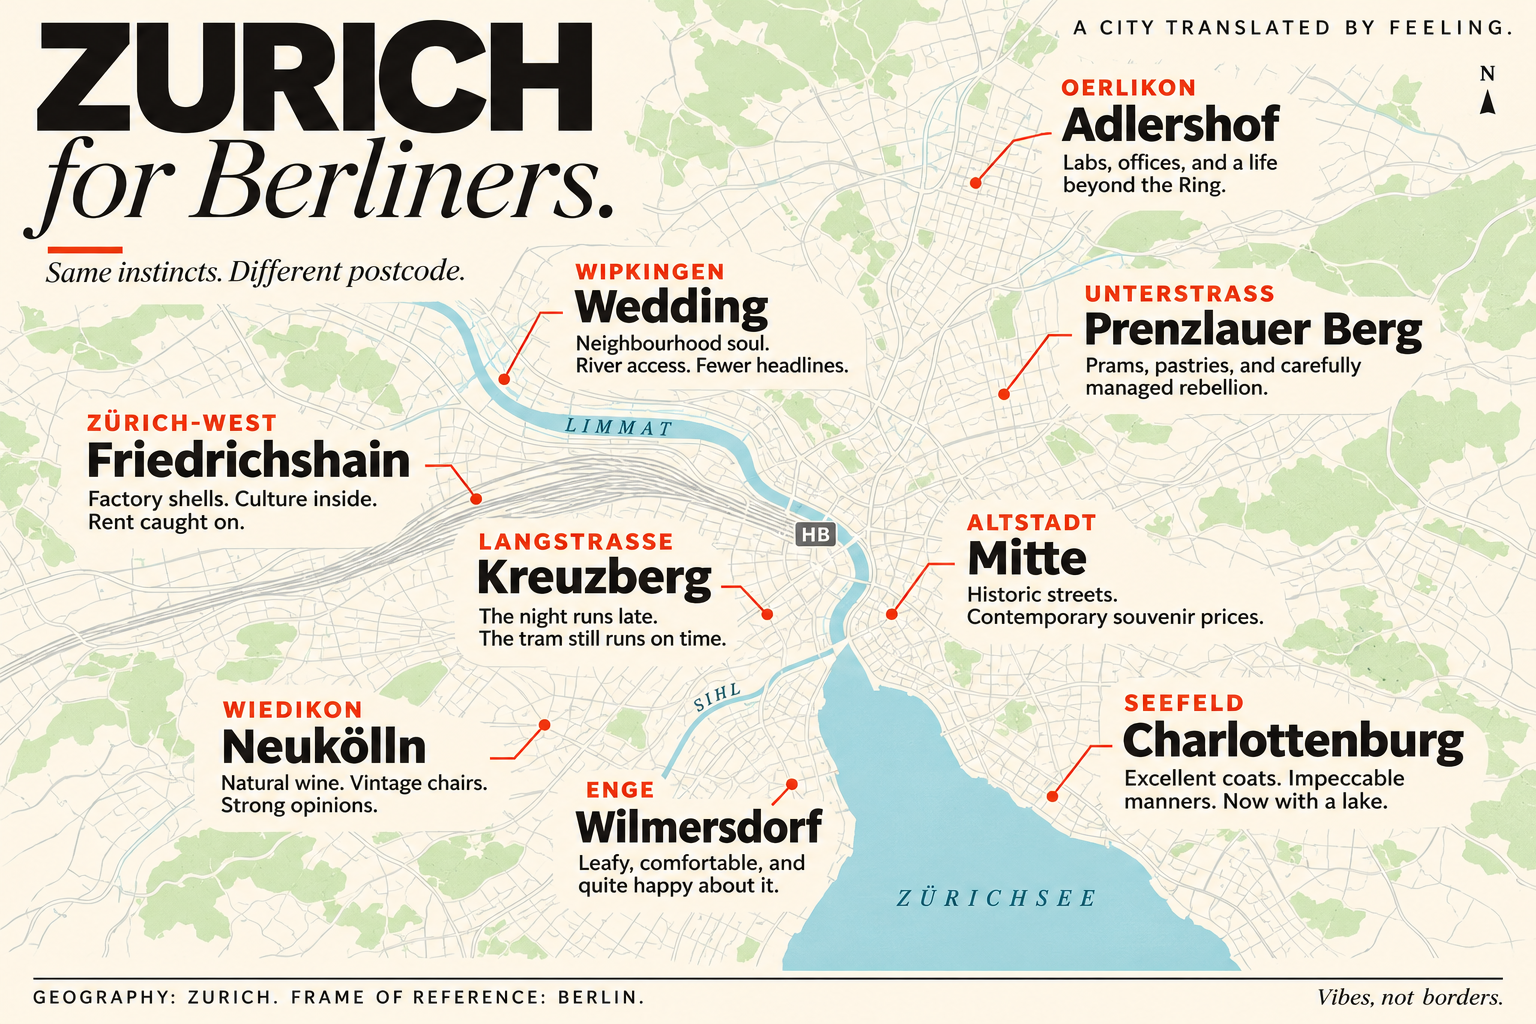 ZURICH
for Berliners.
Same instincts. Different postcode.
A CITY TRANSLATED BY FEELING.
N
OERLIKON
Adlershof
Labs, offices, and a life
beyond the Ring.
WIPKINGEN
Wedding
Neighbourhood soul.
River access. Fewer headlines.
UNTERSTRASS
Prenzlauer Berg
Prams, pastries, and carefully
managed rebellion.
ZÜRICH-WEST
Friedrichshain
Factory shells. Culture inside.
Rent caught on.
LIMMAT
HB
LANGSTRASSE
Kreuzberg
The night runs late.
The tram still runs on time.
ALTSTADT
Mitte
Historic streets.
Contemporary souvenir prices.
SIHL
WIEDIKON
Neukölln
Natural wine. Vintage chairs.
Strong opinions.
ENGE
Wilmersdorf
Leafy, comfortable, and
quite happy about it.
SEEFELD
Charlottenburg
Excellent coats. Impeccable
manners. Now with a lake.
ZÜRICHSEE
GEOGRAPHY: ZURICH. FRAME OF REFERENCE: BERLIN.
Vibes, not borders.